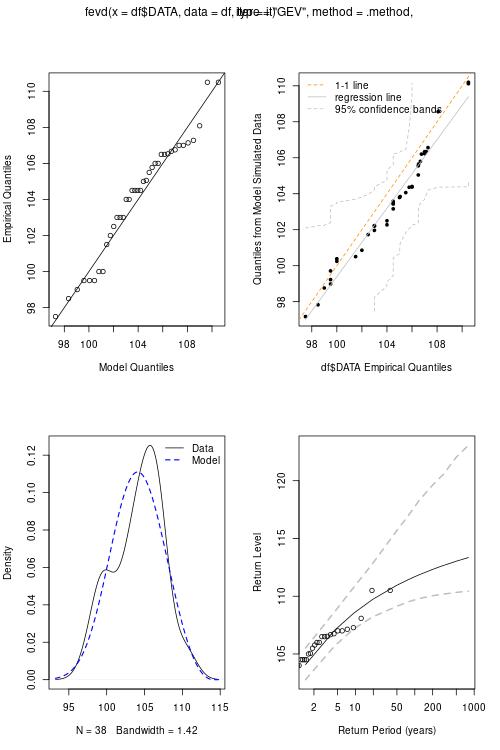 fevd(x = df$DATA, data = df, type = "GEV", method = .method,
110
108
106
104
102
100
98
Empirical Quantiles
98 100 104 108
Model Quantiles
110
108
106
104
102
100
98
Quantiles from Model Simulated Data
1-1 line
regression line
95% confidence bands
96 100 104 108
df$DATA Empirical Quantiles
0.12
0.10
0.08
0.06
0.04
0.02
0.00
Density
Data
Model
95 100 105 110 115
N = 38 Bandwidth = 1.42
120
115
110
105
Return Level
2 5 10 50 200 1000
Return Period (years)